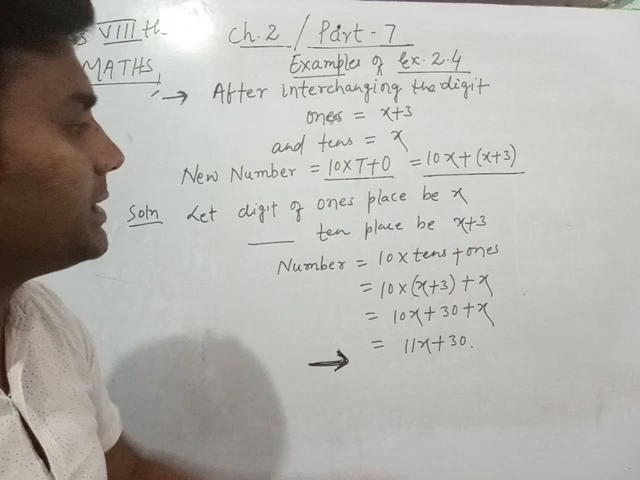 VIIIth Ch.2 / Part-7
MATHS, Examples of Ex. 2.4
→ After interchanging the digit
ones = x+3
and tens = x
New Number = 10×T+O = 10x+(x+3)
Soln Let digit of ones place be x
ten place be x+3
Number = 10× tens + ones
= 10×(x+3) + x
= 10x+30+x
= 11x+30.
→